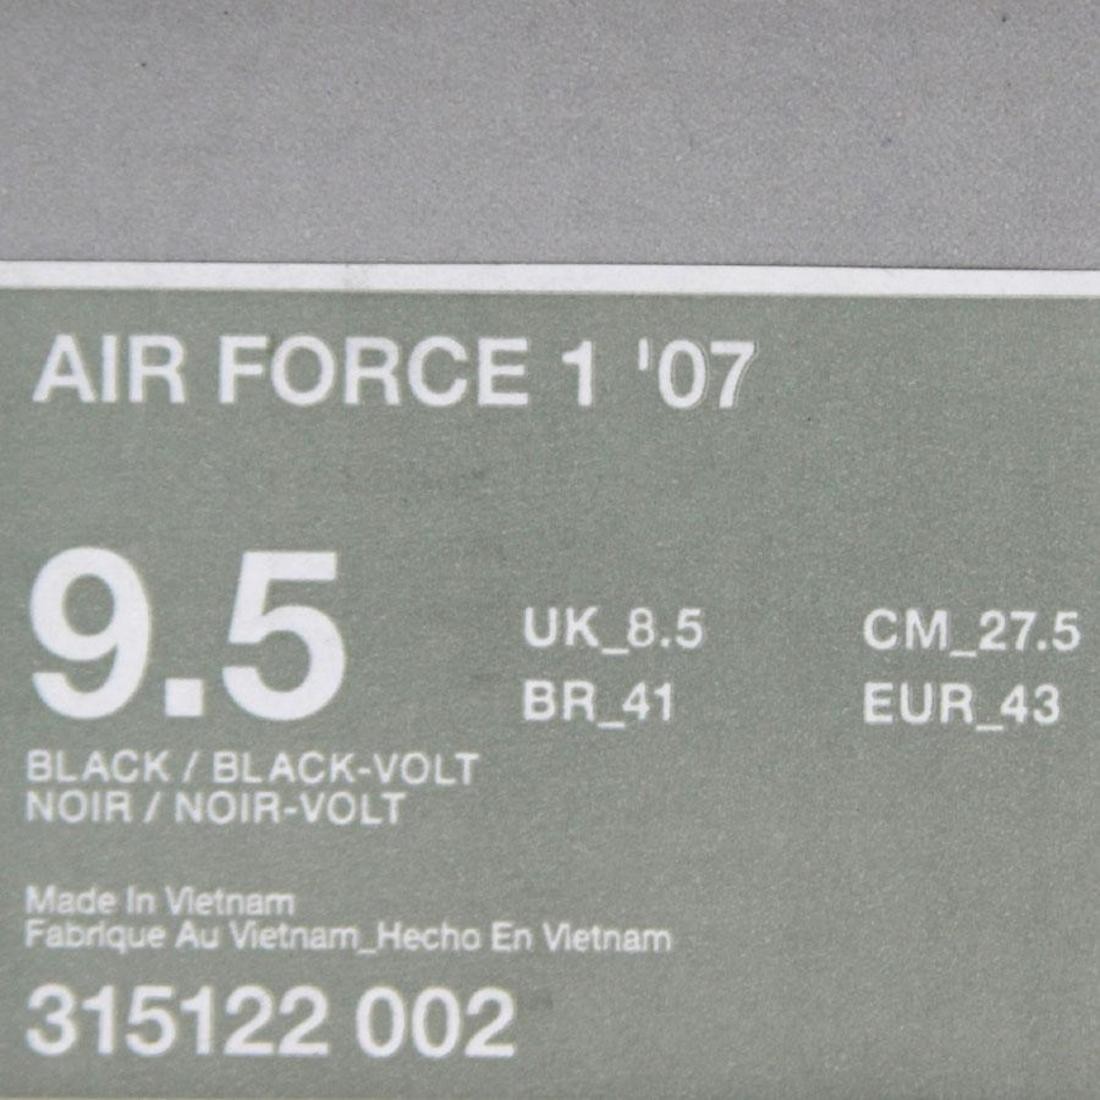 AIR FORCE 1 '07
9.5
UK_8.5
CM_27.5
BR_41
EUR_43
BLACK / BLACK-VOLT
NOIR / NOIR-VOLT
Made In Vietnam
Fabrique Au Vietnam_Hecho En Vietnam
315122 002